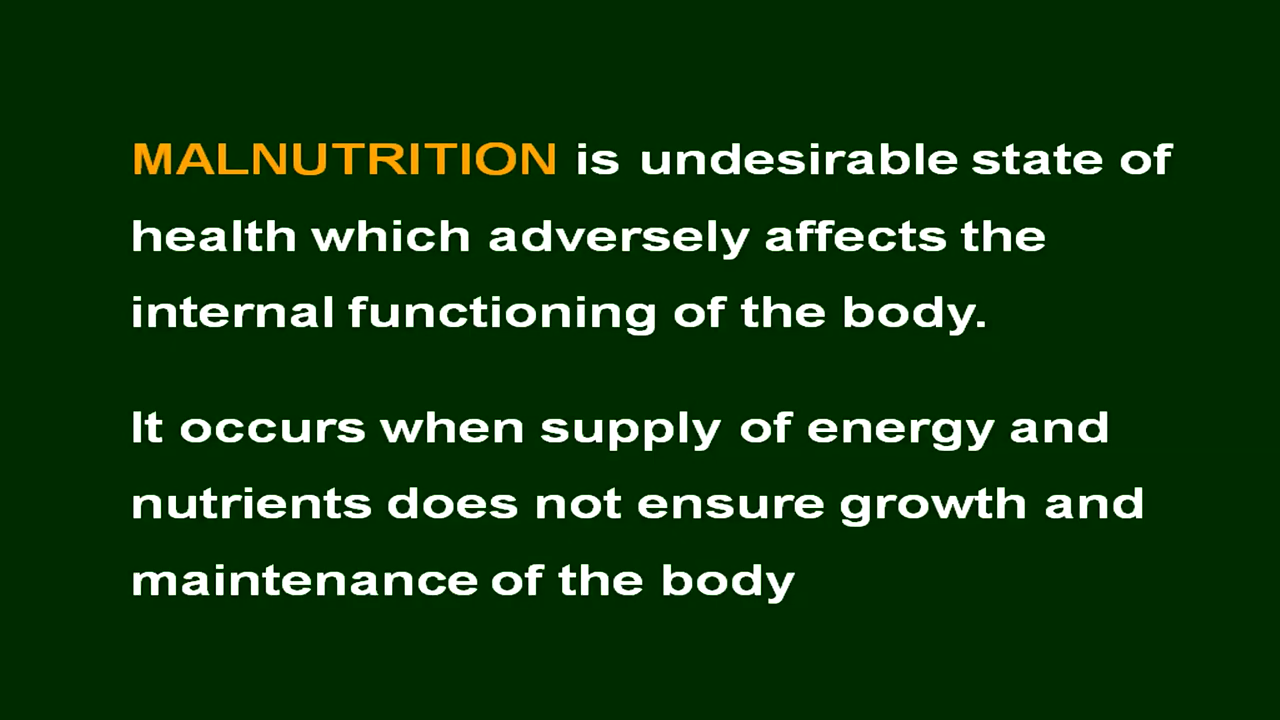 MALNUTRITION is undesirable state of
health which adversely affects the
internal functioning of the body.
It occurs when supply of energy and
nutrients does not ensure growth and
maintenance of the body